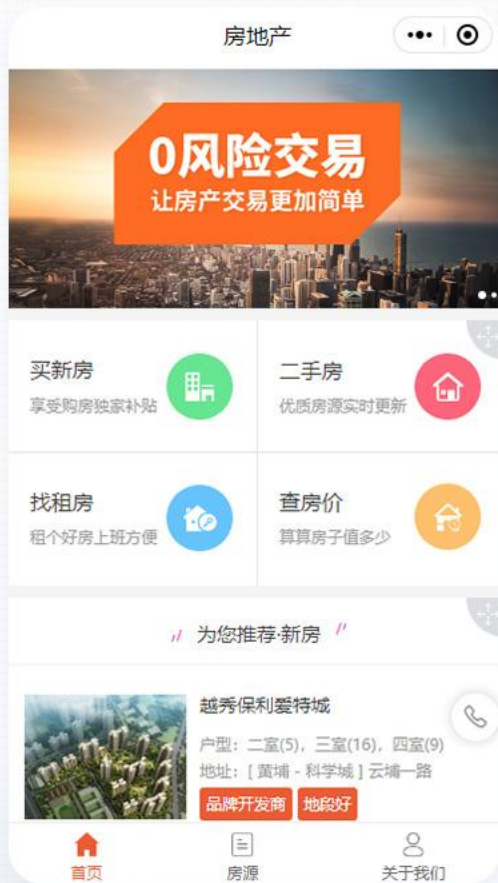 房地产
0风险交易
让房产交易更加简单
买新房
享受购房独家补贴
二手房
优质房源实时更新
找租房
租个好房上班方便
查房价
算算房子值多少
为您推荐·新房
越秀保利爱特城
户型：二室(5)，三室(16)，四室(9)
地址：[ 黄埔 - 科学城 ] 云埔一路
品牌开发商 地段好
首页 房源 关于我们